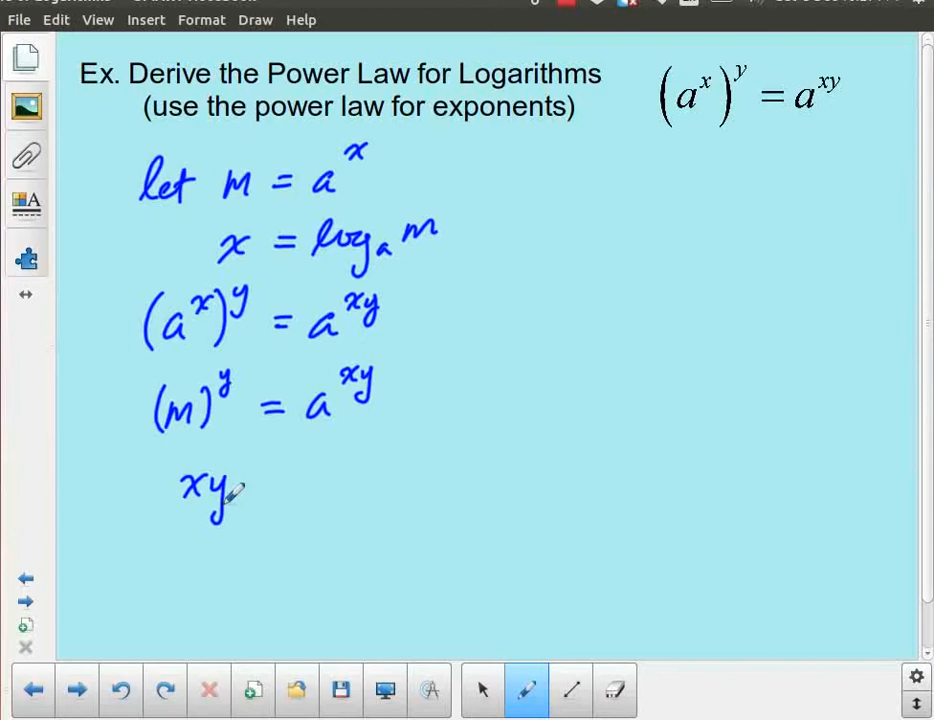 File Edit View Insert Format Draw Help
Ex. Derive the Power Law for Logarithms
(use the power law for exponents)
(a^x)^y = a^{xy}
let m = a^x
x = log_a m
(a^x)^y = a^{xy}
(m)^y = a^{xy}
xy